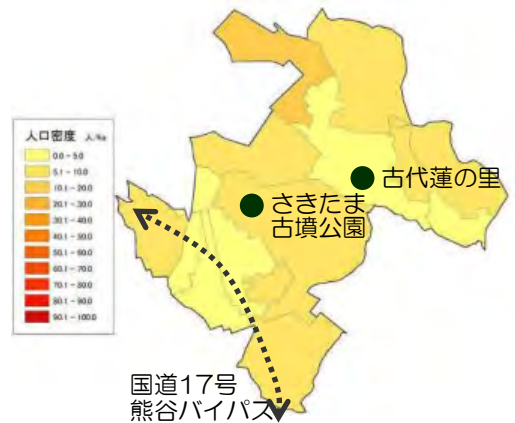 人口密度 人/ha
0.0 - 5.0
5.1 - 10.0
10.1 - 20.0
20.1 - 30.0
30.1 - 40.0
40.1 - 50.0
50.1 - 60.0
60.1 - 70.0
70.1 - 80.0
80.1 - 90.0
90.1 - 100.0
古代蓮の里
さきたま
古墳公園
国道17号
熊谷バイパス